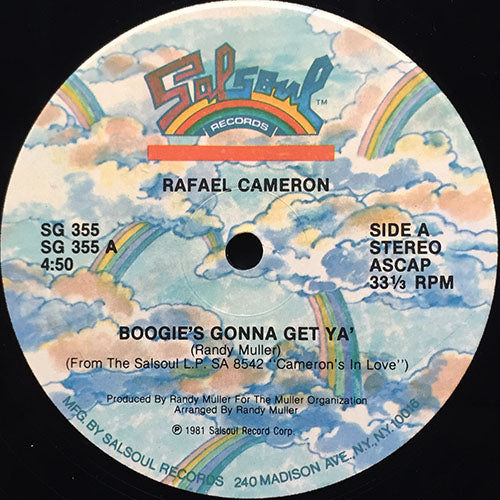 Salsoul TM
RECORDS
RAFAEL CAMERON
SG 355
SG 355 A
4:50
SIDE A
STEREO
ASCAP
33⅓ RPM
BOOGIE'S GONNA GET YA'
(Randy Muller)
(From The Salsoul L.P. SA 8542 "Cameron's In Love")
Produced By Randy Muller For The Muller Organization
Arranged By Randy Muller
℗ 1981 Salsoul Record Corp.
MFG BY SALSOUL RECORDS 240 MADISON AVE., N.Y., N.Y. 10016